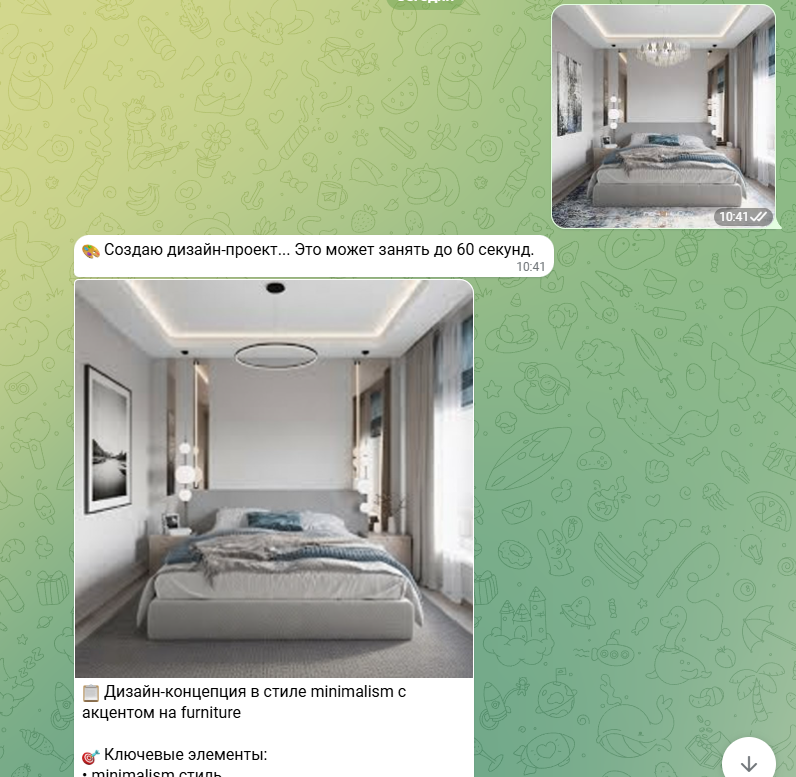 сегодня
10:41
🎨 Создаю дизайн-проект... Это может занять до 60 секунд.
10:41
📋 Дизайн-концепция в стиле minimalism с
акцентом на furniture
🎯 Ключевые элементы:
• minimalism стиль